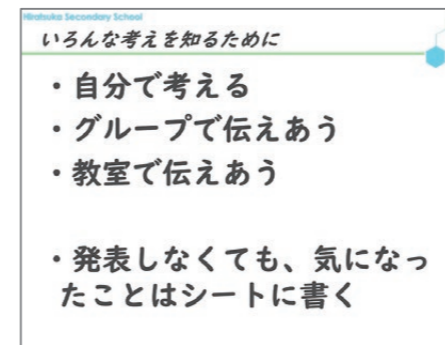 Hiratsuka Secondary School
いろんな考えを知るために
・自分で考える
・グループで伝えあう
・教室で伝えあう
・発表しなくても、気になっ
たことはシートに書く